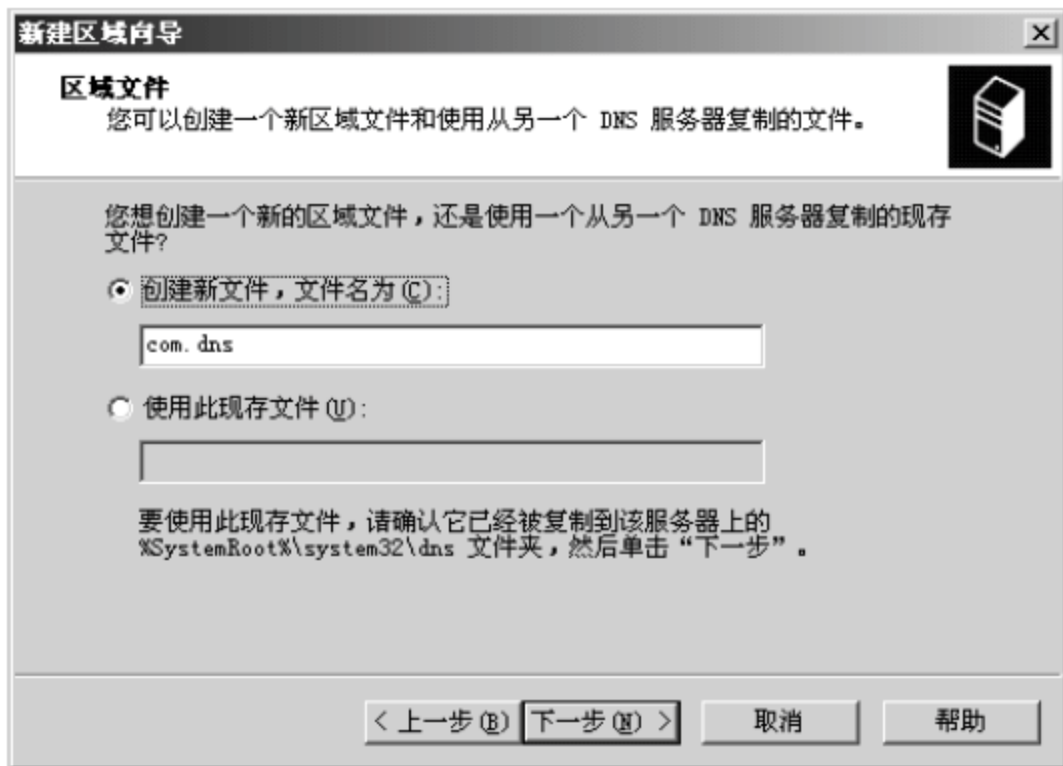 新建区域向导
区域文件
您可以创建一个新区域文件和使用从另一个 DNS 服务器复制的文件。
您想创建一个新的区域文件，还是使用一个从另一个 DNS 服务器复制的现存
文件？
创建新文件，文件名为(C):
com.dns
使用此现存文件(U):
要使用此现存文件，请确认它已经被复制到该服务器上的
%SystemRoot%\system32\dns 文件夹，然后单击“下一步”。
< 上一步(B) 下一步(N) > 取消 帮助